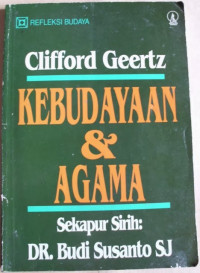 REFLEKSI BUDAYA
Clifford Geertz
KEBUDAYAAN
&
AGAMA
Sekapur Sirih:
DR. Budi Susanto SJ